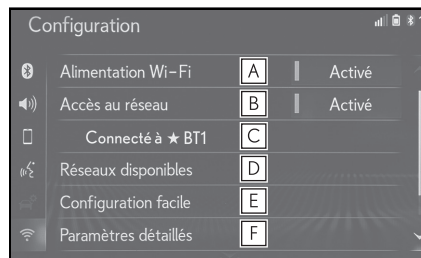 Configuration
Alimentation Wi-Fi A Activé
Accès au réseau B Activé
Connecté à ★ BT1 C
Réseaux disponibles D
Configuration facile E
Paramètres détaillés F